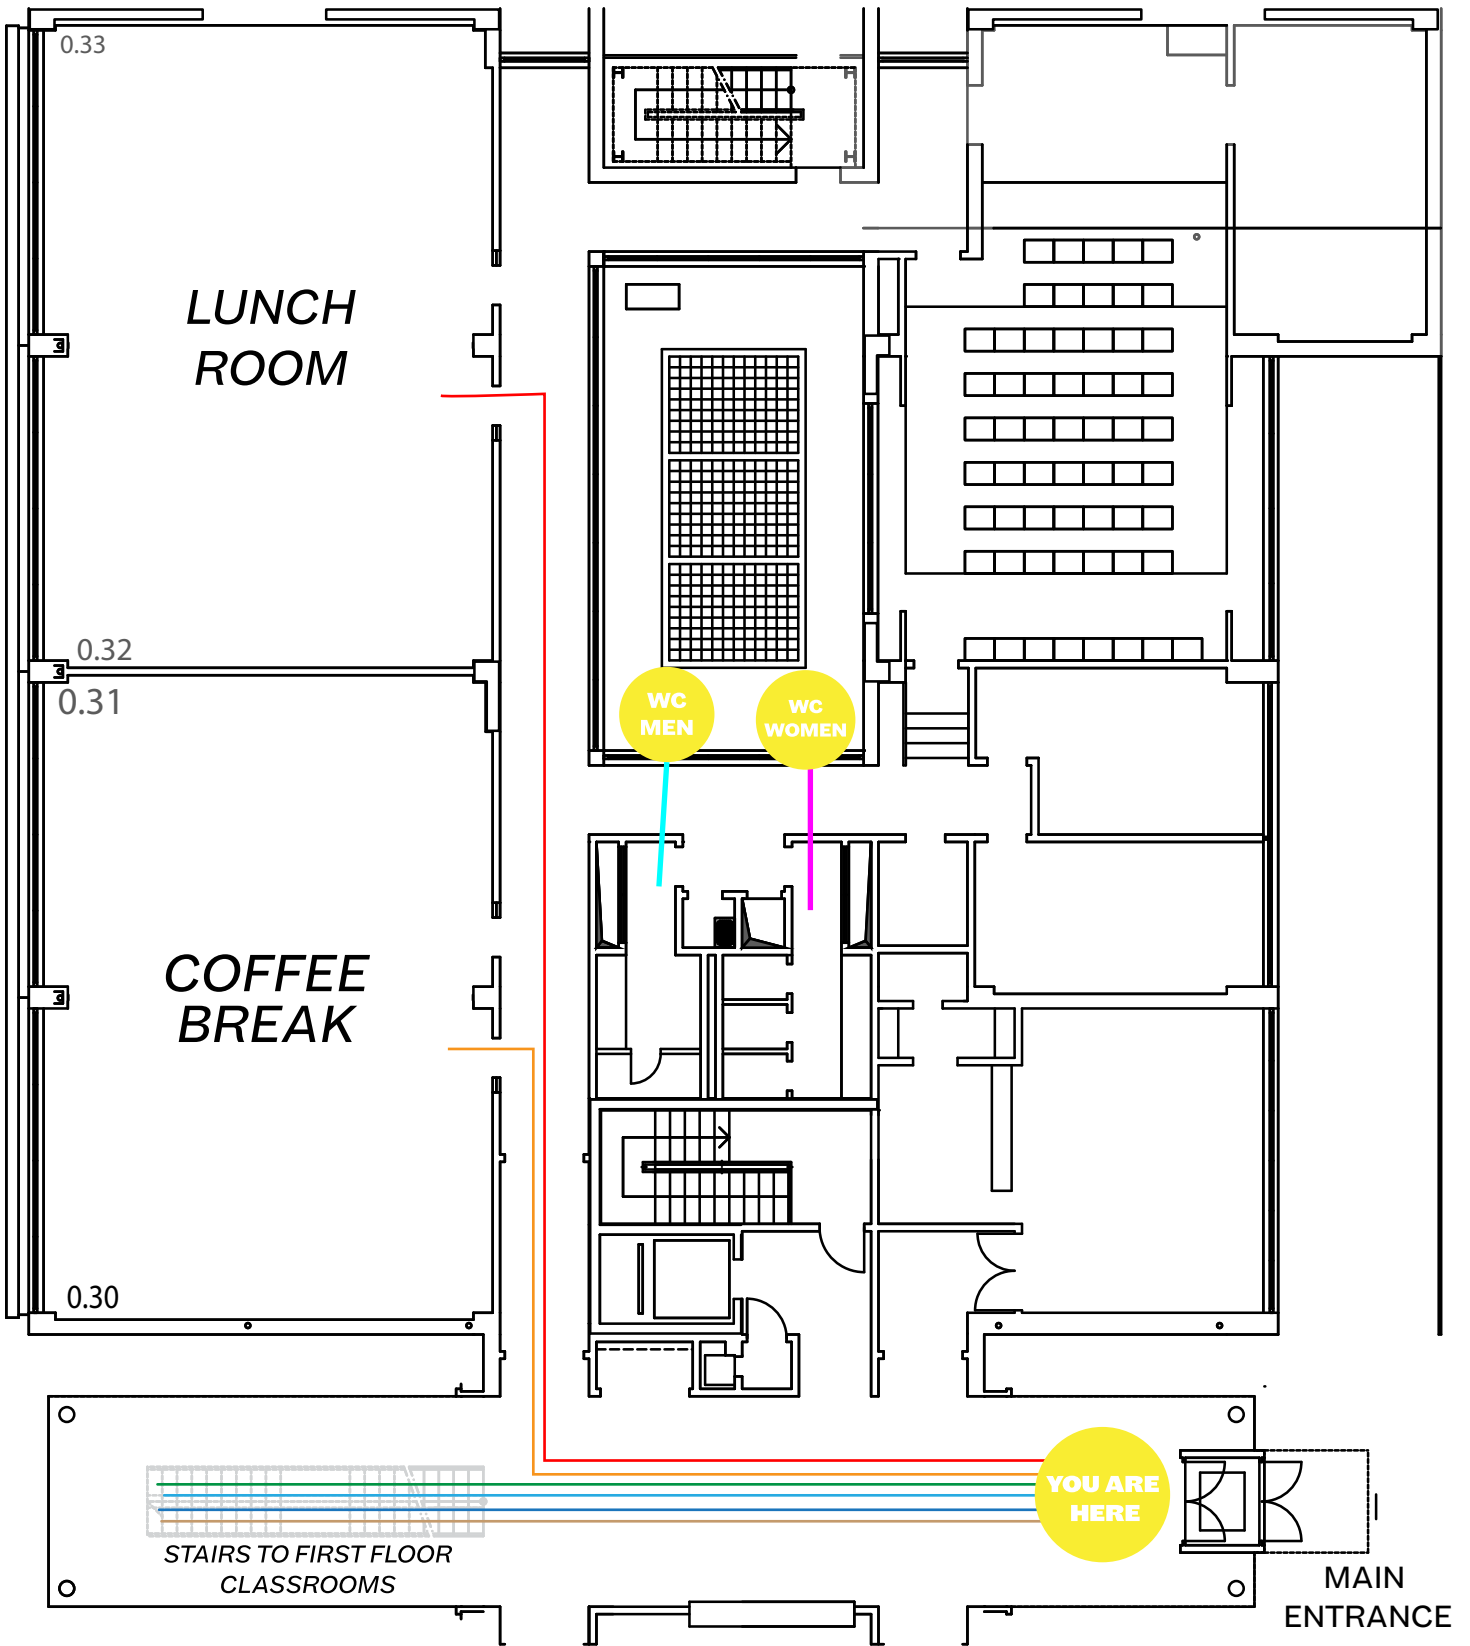 0.33
LUNCH
ROOM
0.32
0.31
WC
MEN
WC
WOMEN
COFFEE
BREAK
0.30
YOU ARE
HERE
STAIRS TO FIRST FLOOR
CLASSROOMS
MAIN
ENTRANCE